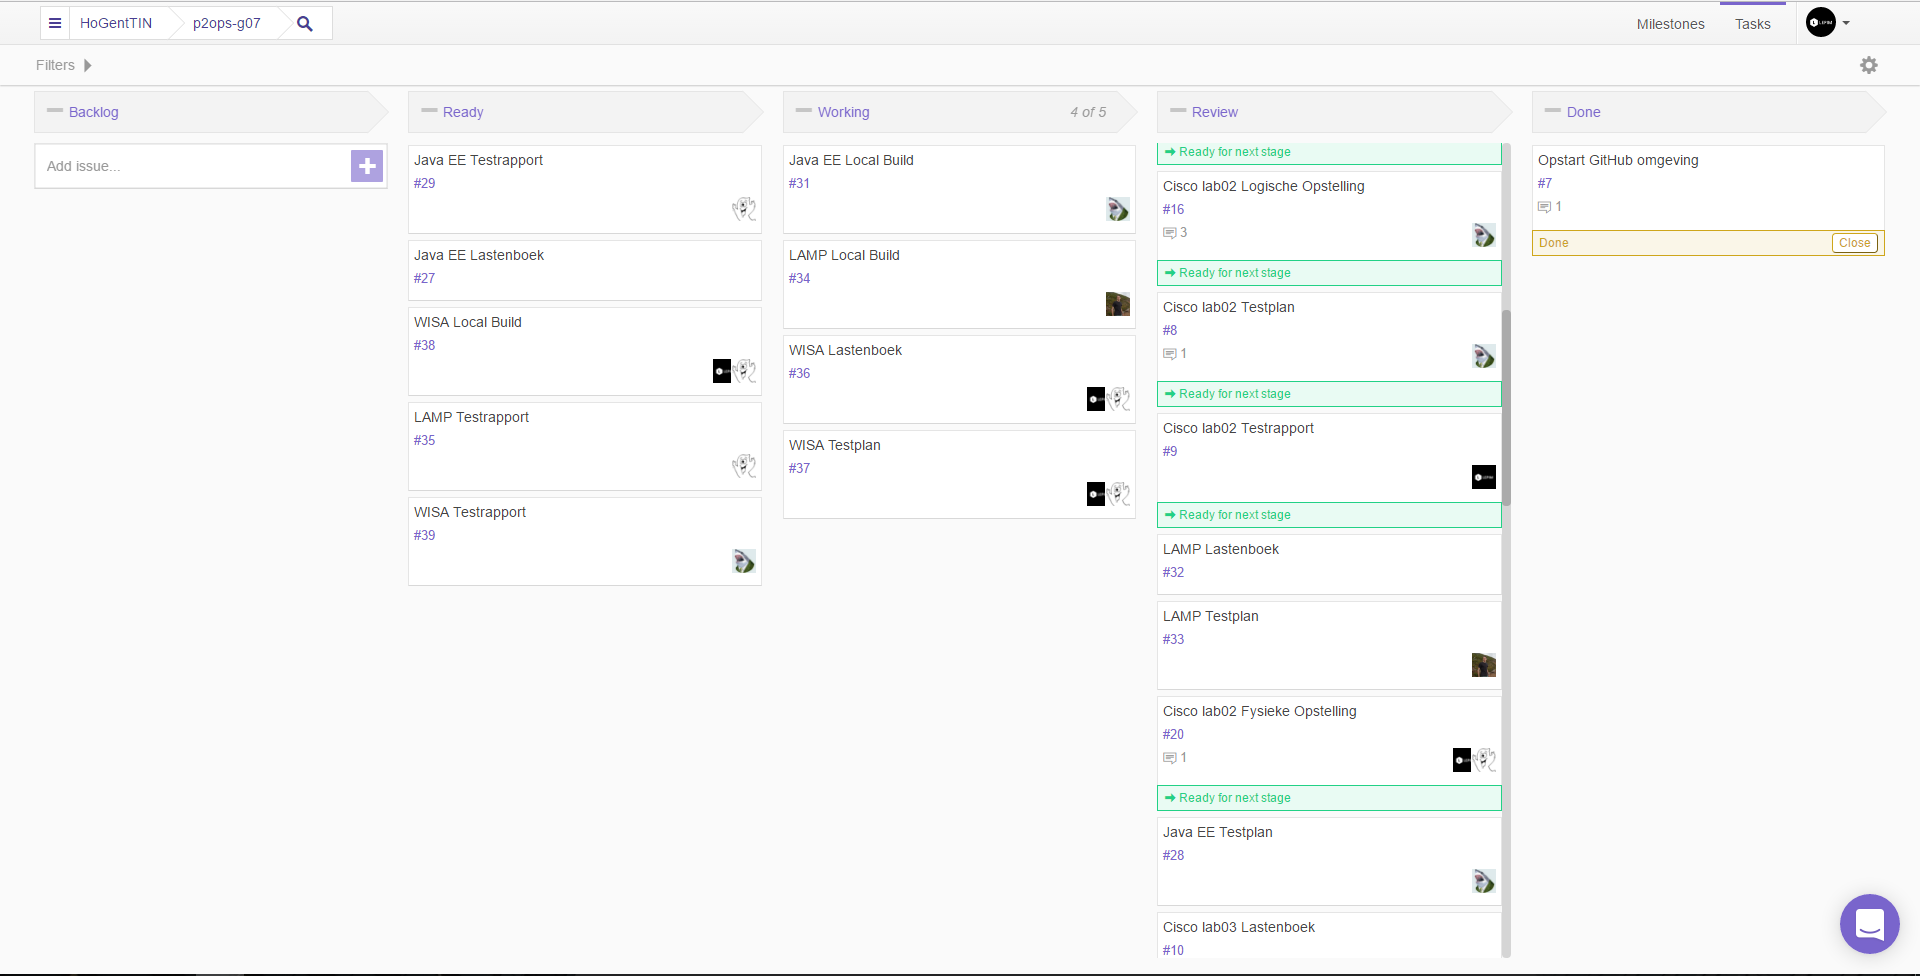 HoGentTIN p2ops-g07
Milestones Tasks
Filters
Backlog
Add issue...
Ready
Java EE Testrapport
#29
Java EE Lastenboek
#27
WISA Local Build
#38
LAMP Testrapport
#35
WISA Testrapport
#39
Working 4 of 5
Java EE Local Build
#31
LAMP Local Build
#34
WISA Lastenboek
#36
WISA Testplan
#37
Review
Ready for next stage
Cisco lab02 Logische Opstelling
#16
3
Ready for next stage
Cisco lab02 Testplan
#8
1
Ready for next stage
Cisco lab02 Testrapport
#9
Ready for next stage
LAMP Lastenboek
#32
LAMP Testplan
#33
Cisco lab02 Fysieke Opstelling
#20
1
Ready for next stage
Java EE Testplan
#28
Cisco lab03 Lastenboek
#10
Done
Opstart GitHub omgeving
#7
1
Done Close